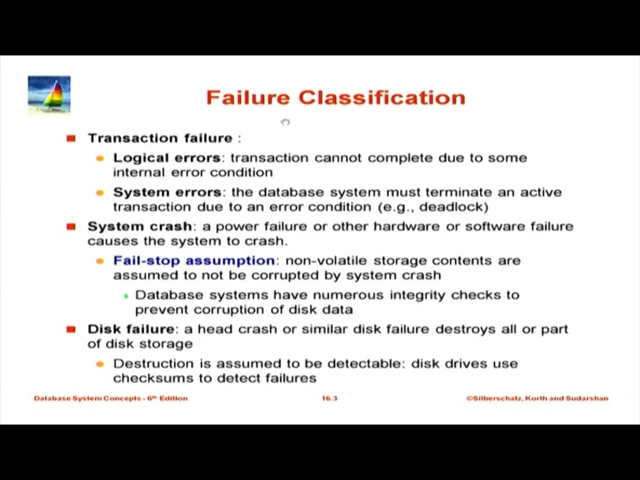 Failure Classification
Transaction failure :
Logical errors: transaction cannot complete due to some
internal error condition
System errors: the database system must terminate an active
transaction due to an error condition (e.g., deadlock)
System crash: a power failure or other hardware or software failure
causes the system to crash.
Fail-stop assumption: non-volatile storage contents are
assumed to not be corrupted by system crash
Database systems have numerous integrity checks to
prevent corruption of disk data
Disk failure: a head crash or similar disk failure destroys all or part
of disk storage
Destruction is assumed to be detectable: disk drives use
checksums to detect failures
Database System Concepts - 6th Edition 16.3 ©Silberschatz, Korth and Sudarshan